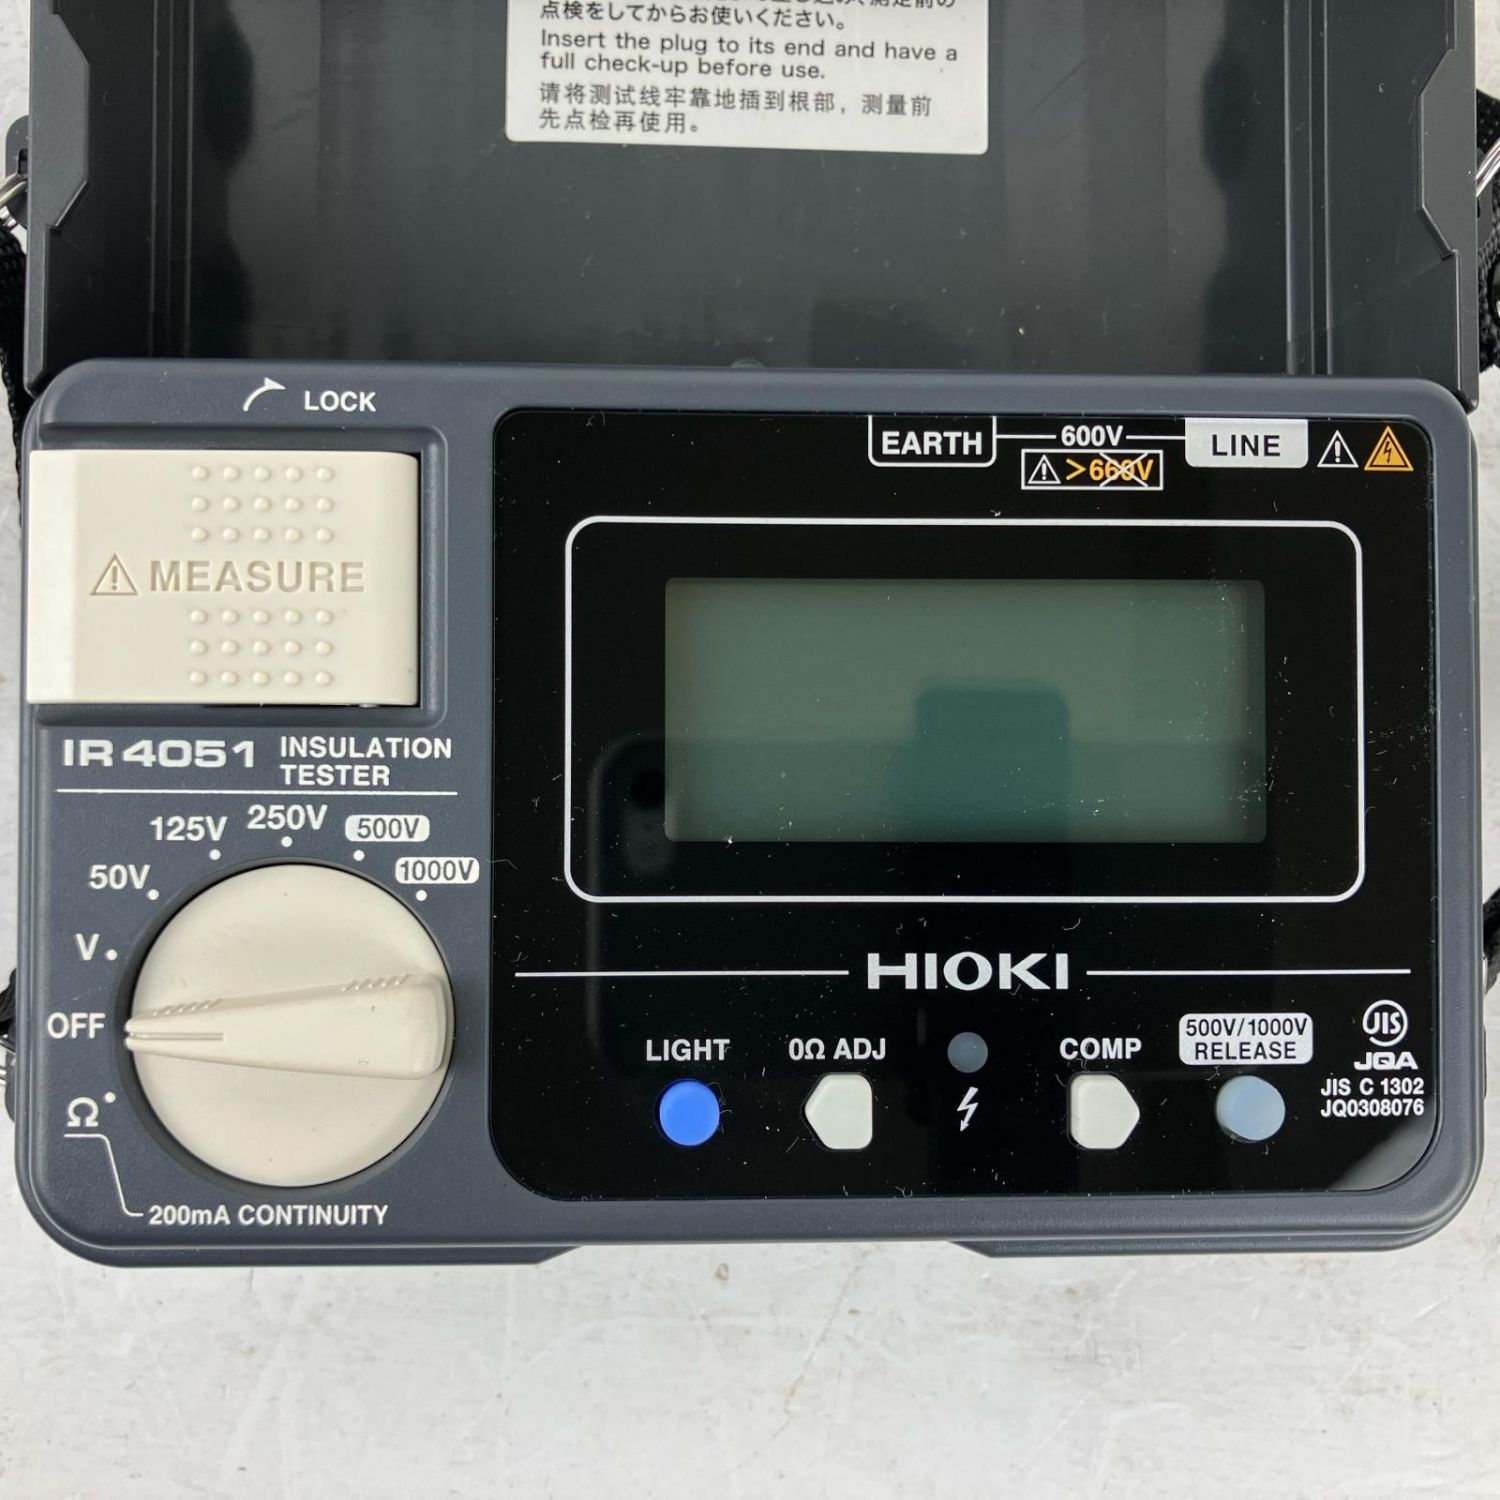 点検をしてからお使いください。
Insert the plug to its end and have a
full check-up before use.
请将测试线牢靠地插到根部，测量前
先点检再使用。
LOCK
EARTH 600V LINE
>660V
MEASURE
IR4051 INSULATION
TESTER
250V
125V
500V
50V
1000V
V
OFF
Ω
200mA CONTINUITY
HIOKI
LIGHT
0Ω ADJ
COMP
500V/1000V
RELEASE
JIS
JQA
JIS C 1302
JQ0308076